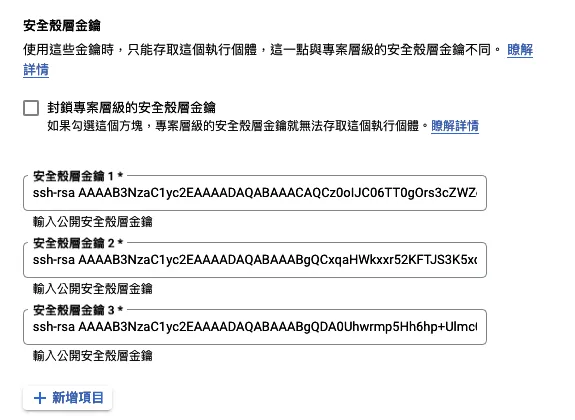 安全殼層金鑰
使用這些金鑰時，只能存取這個執行個體，這一點與專案層級的安全殼層金鑰不同。瞭解
詳情
封鎖專案層級的安全殼層金鑰
如果勾選這個方塊，專案層級的安全殼層金鑰就無法存取這個執行個體。瞭解詳情
安全殼層金鑰 1 *
ssh-rsa AAAAB3NzaC1yc2EAAAADAQABAAACAQCz0oIJC06TT0gOrs3cZWZ
輸入公開安全殼層金鑰
安全殼層金鑰 2 *
ssh-rsa AAAAB3NzaC1yc2EAAAADAQABAAABgQCxqaHWkxxr52KFTJS3K5x
輸入公開安全殼層金鑰
安全殼層金鑰 3 *
ssh-rsa AAAAB3NzaC1yc2EAAAADAQABAAABgQDA0Uhwrmp5Hh6hp+Ulmc
輸入公開安全殼層金鑰
+ 新增項目